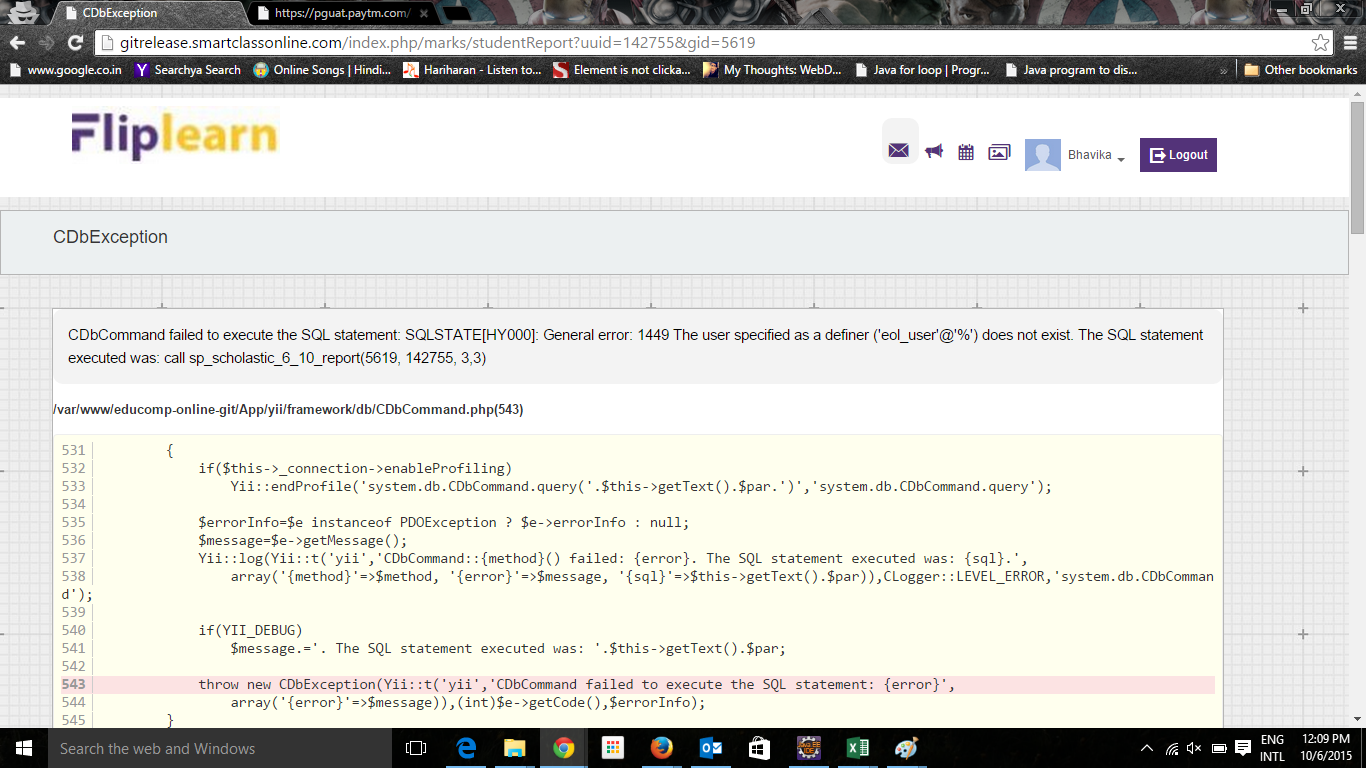 CDbException
https://pguat.paytm.com/
gitrelease.smartclassonline.com/index.php/marks/studentReport?uuid=142755&gid=5619
www.google.co.in
Searchya Search
Online Songs | Hindi...
Hariharan - Listen to...
Element is not clicka...
My Thoughts: WebD...
Java for loop | Progr...
Java program to dis...
»
Other bookmarks
Fliplearn
Bhavika
Logout
CDbException
CDbCommand failed to execute the SQL statement: SQLSTATE[HY000]: General error: 1449 The user specified as a definer ('eol_user'@'%') does not exist. The SQL statement
executed was: call sp_scholastic_6_10_report(5619, 142755, 3,3)
/var/www/educomp-online-git/App/yii/framework/db/CDbCommand.php(543)
531 {
532 if($this->_connection->enableProfiling)
533 Yii::endProfile('system.db.CDbCommand.query('.$this->getText().$par.')','system.db.CDbCommand.query');
534
535 $errorInfo=$e instanceof PDOException ? $e->errorInfo : null;
536 $message=$e->getMessage();
537 Yii::log(Yii::t('yii','CDbCommand::{method}() failed: {error}. The SQL statement executed was: {sql}.',
538 array('{method}'=>$method, '{error}'=>$message, '{sql}'=>$this->getText().$par)),CLogger::LEVEL_ERROR,'system.db.CDbComman
d');
539
540 if(YII_DEBUG)
541 $message.='. The SQL statement executed was: '.$this->getText().$par;
542
543 throw new CDbException(Yii::t('yii','CDbCommand failed to execute the SQL statement: {error}',
544 array('{error}'=>$message)),(int)$e->getCode(),$errorInfo);
545 }
Search the web and Windows
ENG
INTL
12:09 PM
10/6/2015